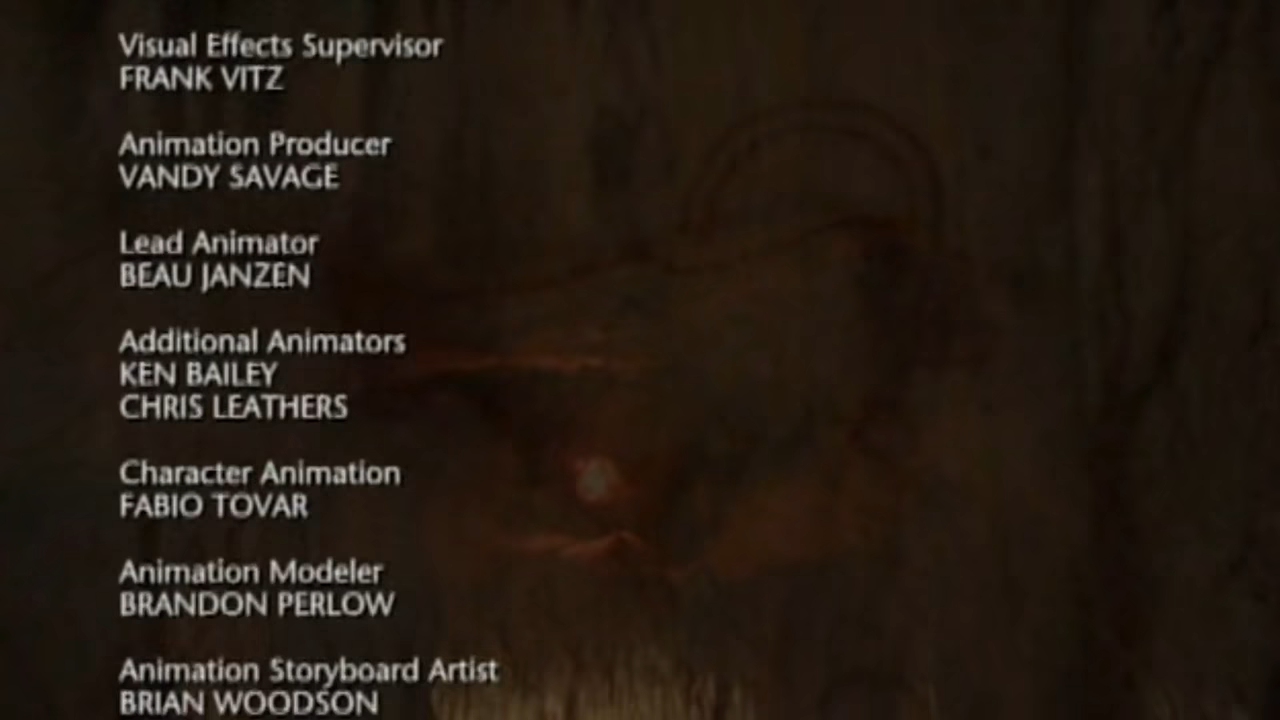 Visual Effects Supervisor
FRANK VITZ
Animation Producer
VANDY SAVAGE
Lead Animator
BEAU JANZEN
Additional Animators
KEN BAILEY
CHRIS LEATHERS
Character Animation
FABIO TOVAR
Animation Modeler
BRANDON PERLOW
Animation Storyboard Artist
BRIAN WOODSON